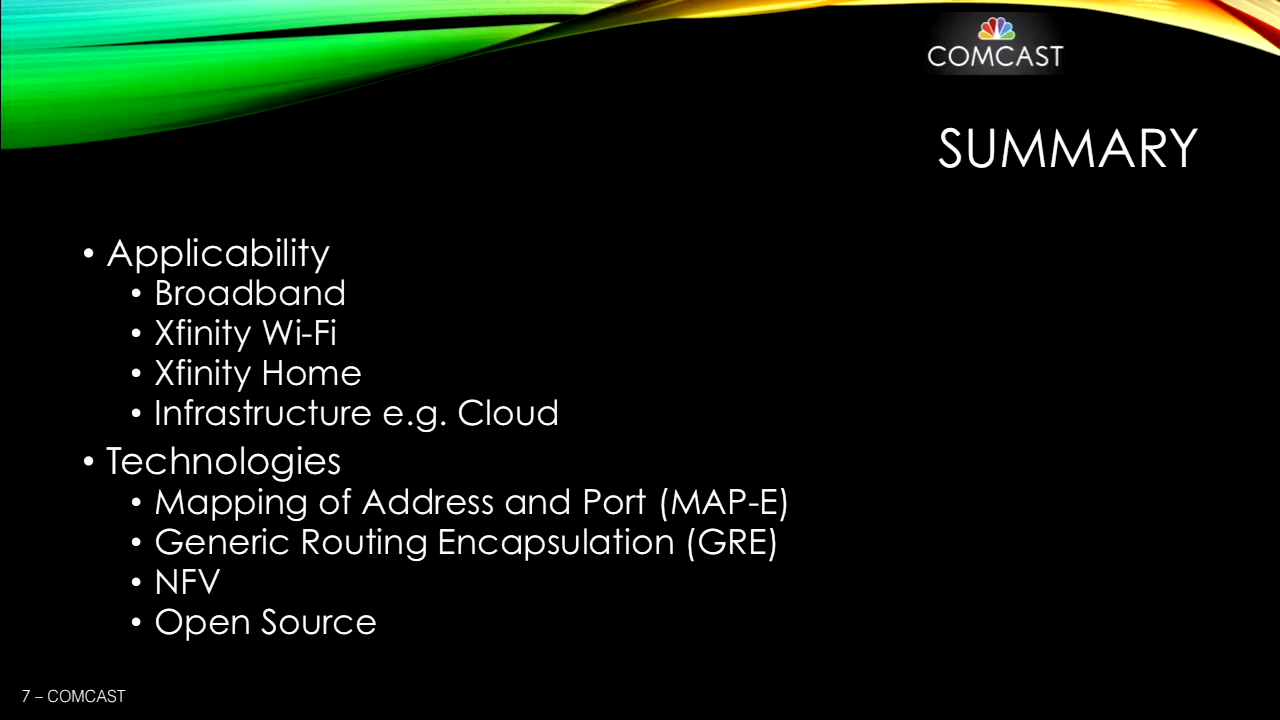 COMCAST
SUMMARY
• Applicability
• Broadband
• Xfinity Wi-Fi
• Xfinity Home
• Infrastructure e.g. Cloud
• Technologies
• Mapping of Address and Port (MAP-E)
• Generic Routing Encapsulation (GRE)
• NFV
• Open Source
7 – COMCAST